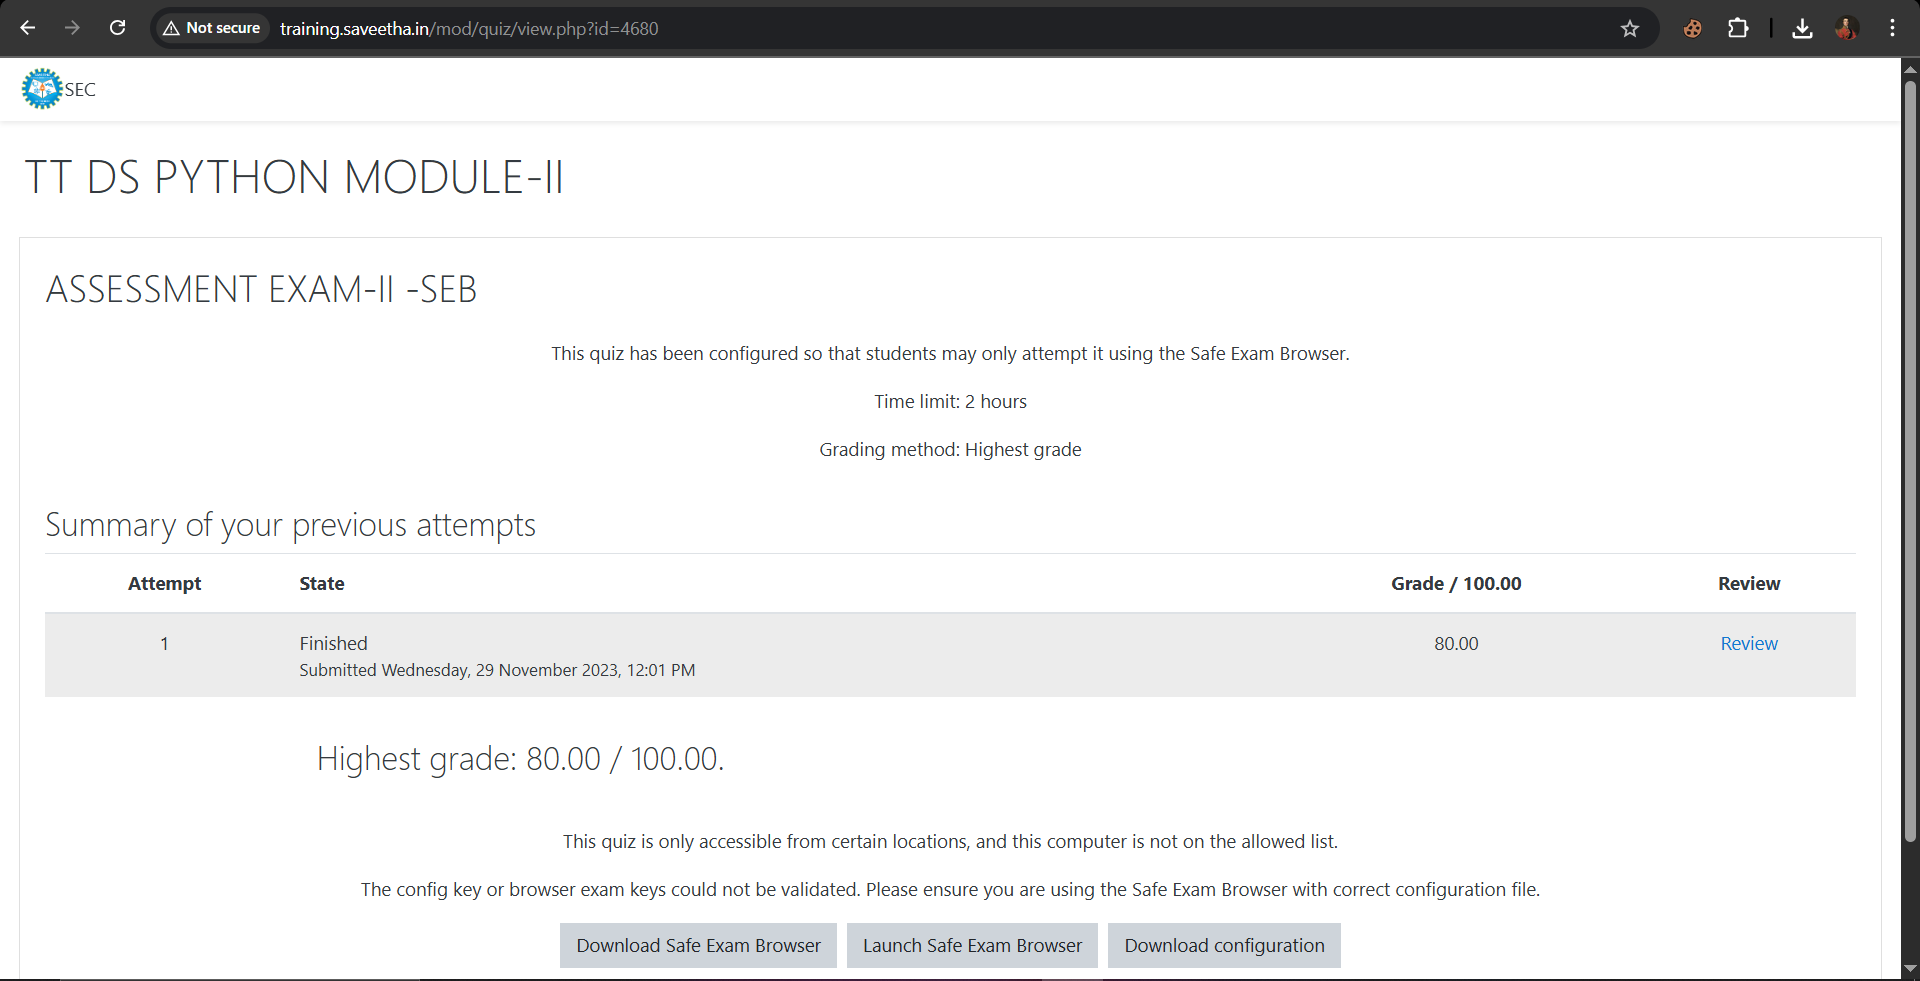 Not secure training.saveetha.in/mod/quiz/view.php?id=4680
SEC
TT DS PYTHON MODULE-II
ASSESSMENT EXAM-II -SEB
This quiz has been configured so that students may only attempt it using the Safe Exam Browser.
Time limit: 2 hours
Grading method: Highest grade
Summary of your previous attempts
Attempt State Grade / 100.00 Review
1 Finished 80.00 Review
Submitted Wednesday, 29 November 2023, 12:01 PM
Highest grade: 80.00 / 100.00.
This quiz is only accessible from certain locations, and this computer is not on the allowed list.
The config key or browser exam keys could not be validated. Please ensure you are using the Safe Exam Browser with correct configuration file.
Download Safe Exam Browser Launch Safe Exam Browser Download configuration